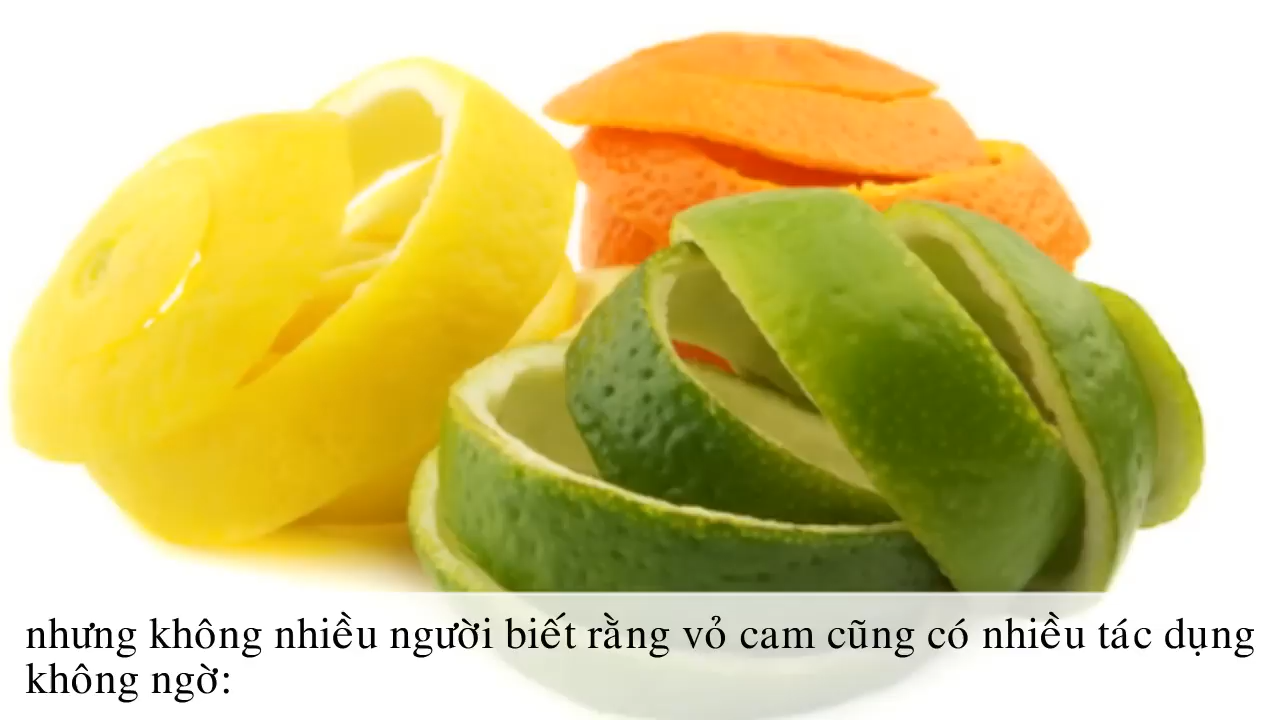 nhưng không nhiều người biết rằng vỏ cam cũng có nhiều tác dụng
không ngờ: